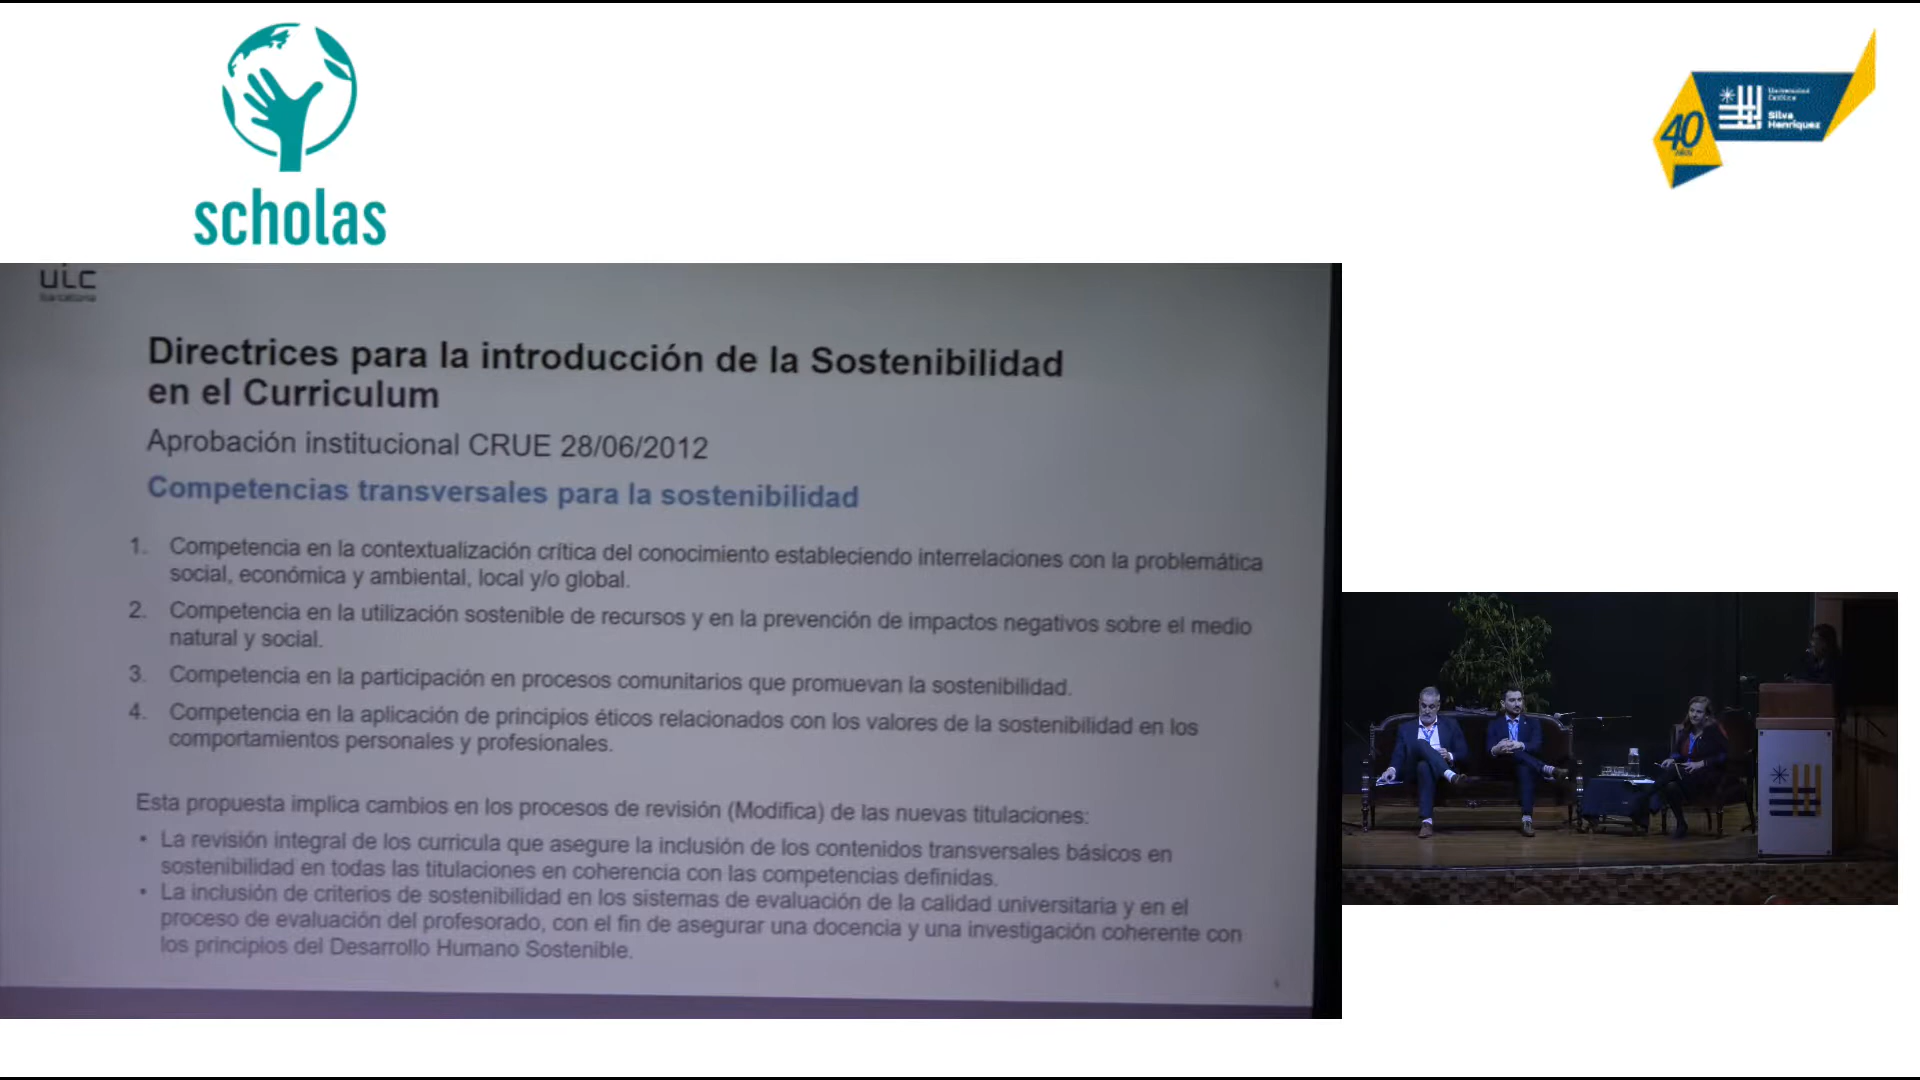 scholas
40
AÑOS
Universidad
Católica
Silva
Henríquez
uic
Barcelona
Directrices para la introducción de la Sostenibilidad
en el Curriculum
Aprobación institucional CRUE 28/06/2012
Competencias transversales para la sostenibilidad
1. Competencia en la contextualización crítica del conocimiento estableciendo interrelaciones con la problemática
social, económica y ambiental, local y/o global.
2. Competencia en la utilización sostenible de recursos y en la prevención de impactos negativos sobre el medio
natural y social.
3. Competencia en la participación en procesos comunitarios que promuevan la sostenibilidad.
4. Competencia en la aplicación de principios éticos relacionados con los valores de la sostenibilidad en los
comportamientos personales y profesionales.
Esta propuesta implica cambios en los procesos de revisión (Modifica) de las nuevas titulaciones:
• La revisión integral de los curricula que asegure la inclusión de los contenidos transversales básicos en
sostenibilidad en todas las titulaciones en coherencia con las competencias definidas.
• La inclusión de criterios de sostenibilidad en los sistemas de evaluación de la calidad universitaria y en el
proceso de evaluación del profesorado, con el fin de asegurar una docencia y una investigación coherente con
los principios del Desarrollo Humano Sostenible.